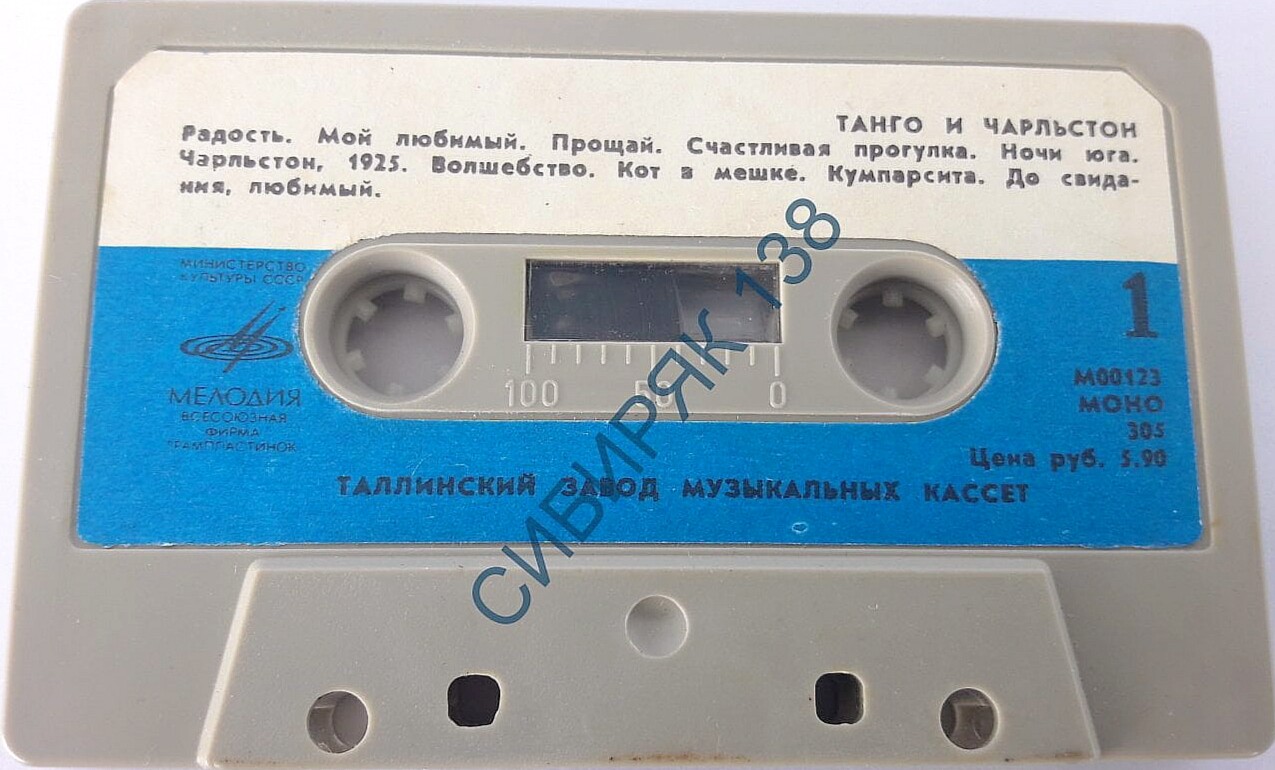 ТАНГО И ЧАРЛЬСТОН
Радость. Мой любимый. Прощай. Счастливая прогулка. Ночи юга.
Чарльстон, 1925. Волшебство. Кот в мешке. Кумпарсита. До свида-
ния, любимый.
МИНИСТЕРСТВО
КУЛЬТУРЫ СССР
МЕЛОДИЯ
ВСЕСОЮЗНАЯ
ФИРМА
ГРАМПЛАСТИНОК
1
М00123
МОНО
305
Цена руб. 5.90
100 50 0
ТАЛЛИНСКИЙ ЗАВОД МУЗЫКАЛЬНЫХ КАССЕТ
СИБИРЯК 138